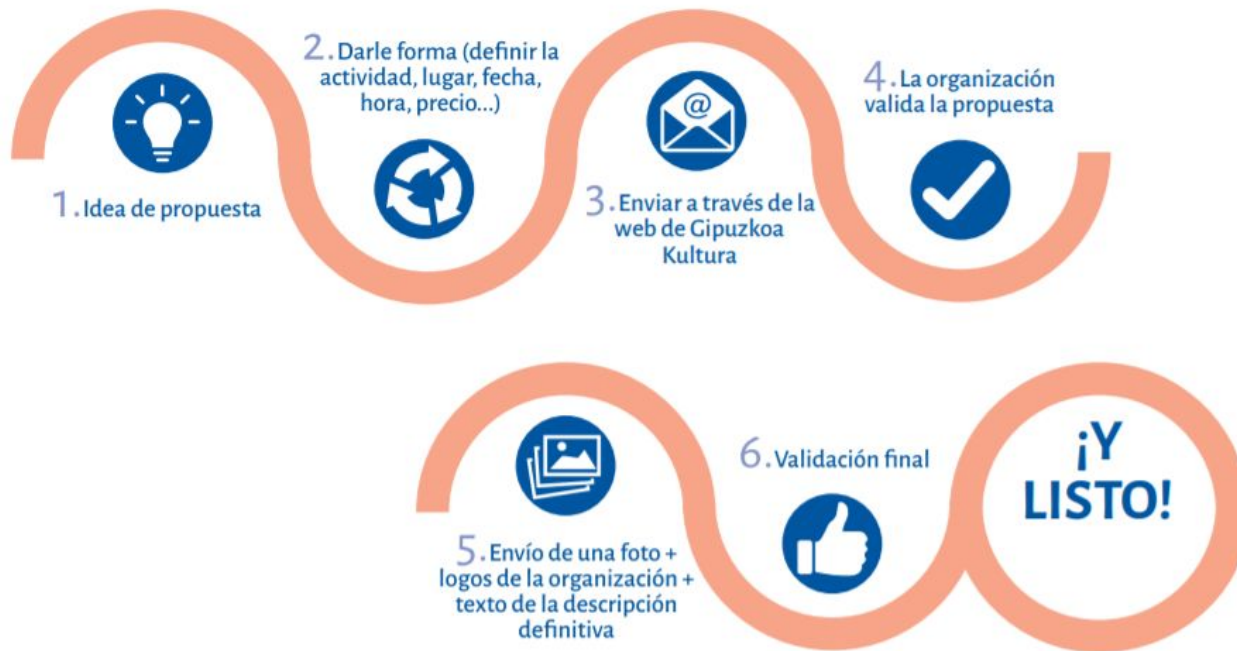 1. Idea de propuesta
2. Darle forma (definir la
actividad, lugar, fecha,
hora, precio...)
@
3. Enviar a través de la
web de Gipuzkoa
Kultura
4. La organización
valida la propuesta
5. Envío de una foto +
logos de la organización +
texto de la descripción
definitiva
6. Validación final
¡Y
LISTO!